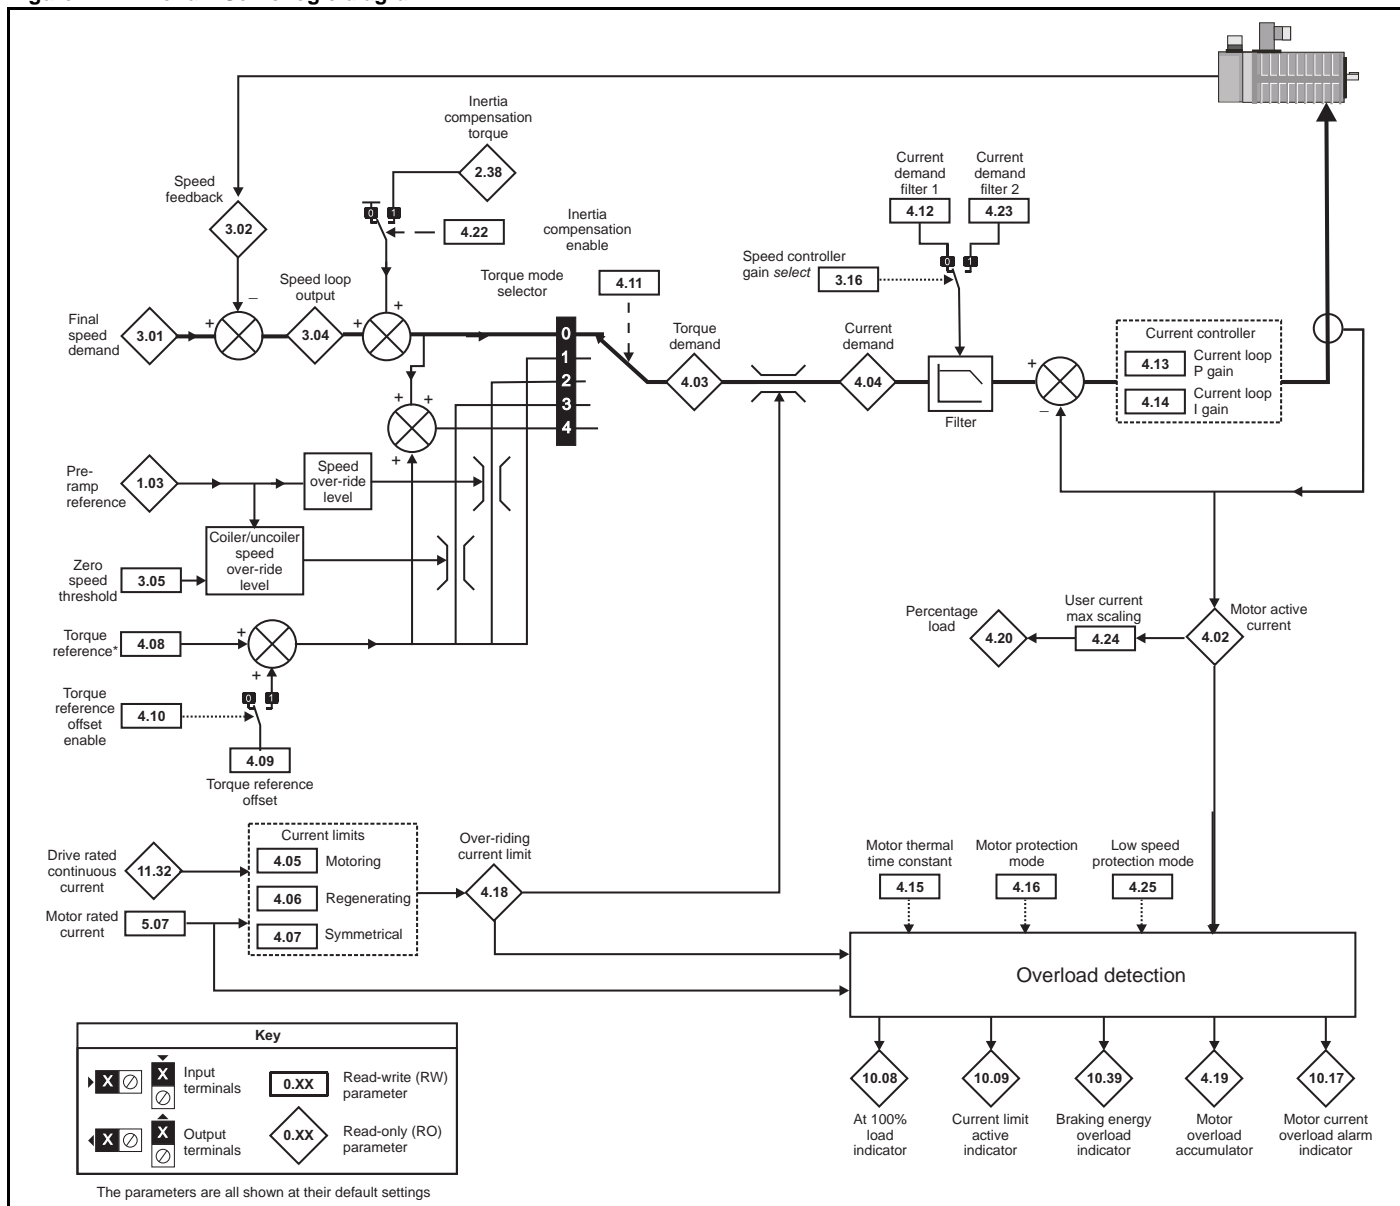 Inertia
compensation
torque
2.38
Speed
feedback
3.02
0 1
4.22
Inertia
compensation
enable
Current
demand
filter 1
Current
demand
filter 2
4.12
4.23
0 1
Speed controller
gain select
3.16
Torque mode
selector
4.11
Speed loop
output
Final
speed
demand
3.01
+
–
3.04
+
+
0
1
2
3
4
Torque
demand
4.03
Current
demand
4.04
Filter
+
–
Current controller
4.13
Current loop
P gain
4.14
Current loop
I gain
+
+
+
Pre-
ramp
reference
1.03
Speed
over-ride
level
Coiler/uncoiler
speed
over-ride
level
Zero
speed
threshold
3.05
Torque
reference*
4.08
+
+
0 1
Torque
reference
offset
enable
4.10
4.09
Torque reference
offset
Percentage
load
4.20
User current
max scaling
4.24
4.02
Motor active
current
Drive rated
continuous
current
11.32
Motor rated
current
5.07
Current limits
4.05
Motoring
4.06
Regenerating
4.07
Symmetrical
Over-riding
current limit
4.18
Motor thermal
time constant
4.15
Motor protection
mode
4.16
Low speed
protection mode
4.25
Overload detection
10.08
10.09
10.39
4.19
10.17
At 100%
load
indicator
Current limit
active
indicator
Braking energy
overload
indicator
Motor
overload
accumulator
Motor current
overload alarm
indicator
Key
X
X
Input
terminals
0.XX
Read-write (RW)
parameter
X
X
Output
terminals
0.XX
Read-only (RO)
parameter
The parameters are all shown at their default settings